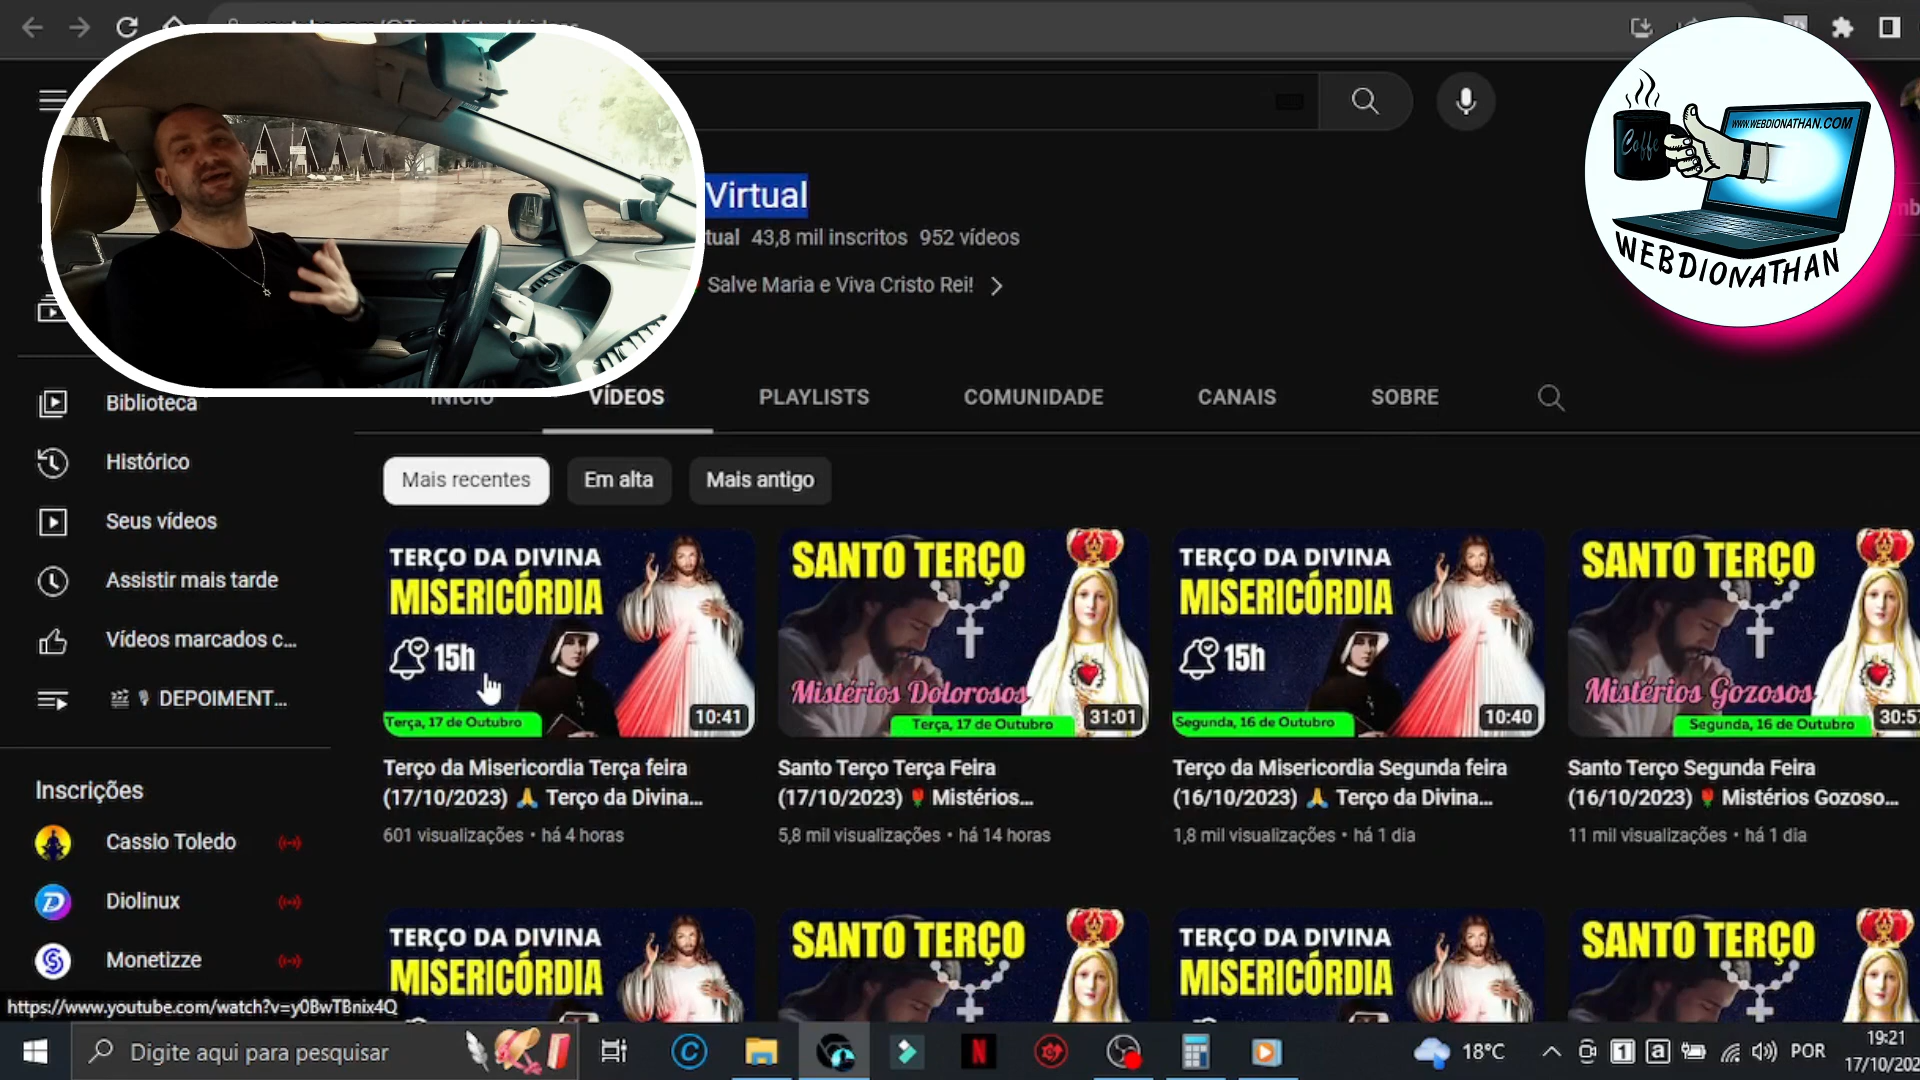 Virtual
tual 43,8 mil inscritos 952 vídeos
Salve Maria e Viva Cristo Rei!
WWW.WEBDIONATHAN.COM
Coffe
WEBDIONATHAN
INÍCIO
VÍDEOS
PLAYLISTS
COMUNIDADE
CANAIS
SOBRE
Biblioteca
Histórico
Seus vídeos
Assistir mais tarde
Vídeos marcados c...
DEPOIMENT...
Inscrições
Cassio Toledo
Diolinux
Monetizze
Mais recentes
Em alta
Mais antigo
TERÇO DA DIVINA
MISERICÓRDIA
15h
Terça, 17 de Outubro
10:41
Terço da Misericordia Terça feira
(17/10/2023) 🙏 Terço da Divina...
601 visualizações • há 4 horas
SANTO TERÇO
Mistérios Dolorosos
Terça, 17 de Outubro
31:01
Santo Terço Terça Feira
(17/10/2023) 🌹 Mistérios...
5,8 mil visualizações • há 14 horas
TERÇO DA DIVINA
MISERICÓRDIA
15h
Segunda, 16 de Outubro
10:40
Terço da Misericordia Segunda feira
(16/10/2023) 🙏 Terço da Divina...
1,8 mil visualizações • há 1 dia
SANTO TERÇO
Mistérios Gozosos
Segunda, 16 de Outubro
30:57
Santo Terço Segunda Feira
(16/10/2023) 🌹 Mistérios Gozoso...
11 mil visualizações • há 1 dia
TERÇO DA DIVINA
MISERICÓRDIA
SANTO TERÇO
TERÇO DA DIVINA
MISERICÓRDIA
SANTO TERÇO
https://www.youtube.com/watch?v=y0BwTBnix4Q
Digite aqui para pesquisar
18°C
POR
19:21
17/10/202